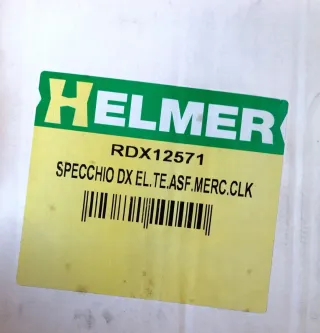 HELMER
RDX12571
SPECCHIO DX EL.TE.ASF.MERC.CLK